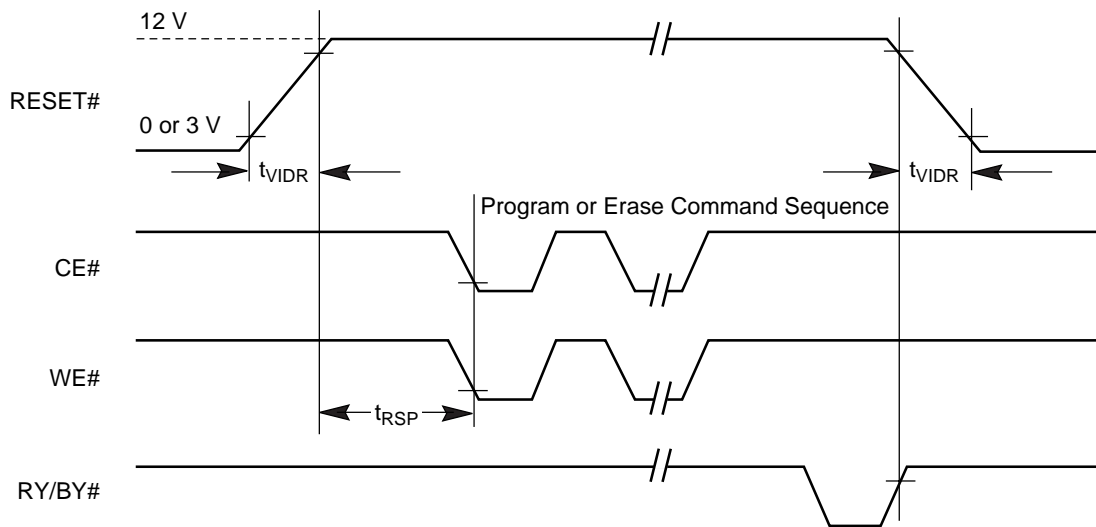 12 V
RESET#
0 or 3 V
tVIDR
tVIDR
Program or Erase Command Sequence
CE#
WE#
tRSP
RY/BY#